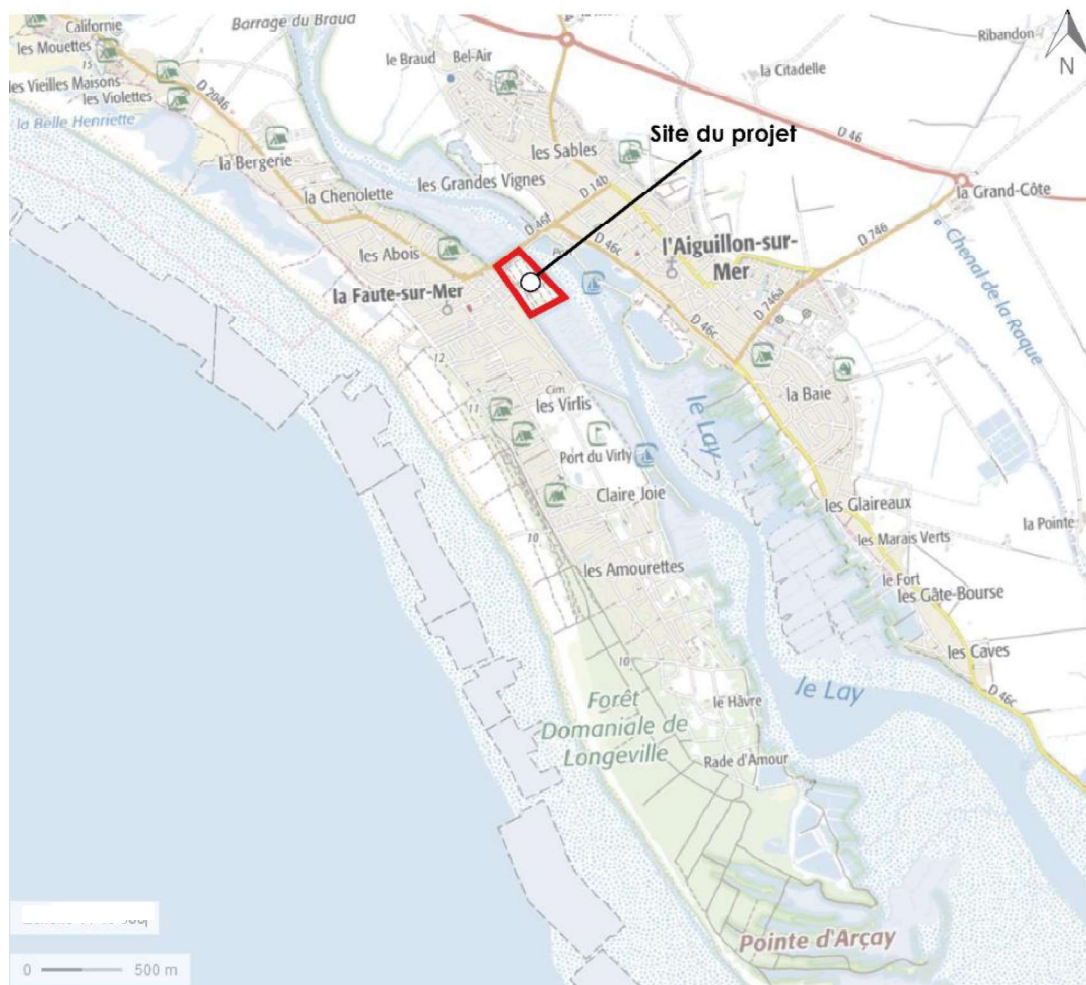 Barrage du Braud
Californie
les Mouettes
15
les Vieilles Maisons
les Violettes
la Belle Henriette
D 2046
la Bergerie
la Chenolette
les Abois
la Faute-sur-Mer
le Braud
Bel-Air
la Citadelle
Ribandon
N
D 46
Site du projet
les Sables
les Grandes Vignes
D 14b
D 46f
D 46c
l'Aiguillon-sur-
Mer
la Grand-Côte
D 746
D 746a
Chenal de la Raque
D 46c
la Baie
12
11
Cim.
les Virlis
Port du Virly
Claire Joie
le Lay
10
les Glaireaux
la Pointe
les Marais Verts
le Fort
les Gâte-Bourse
les Amourettes
les Caves
10
le Lay
D 46c
le Hâvre
Forêt
Domaniale de
Longeville
Rade d'Amour
Pointe d'Arçay
0 500 m